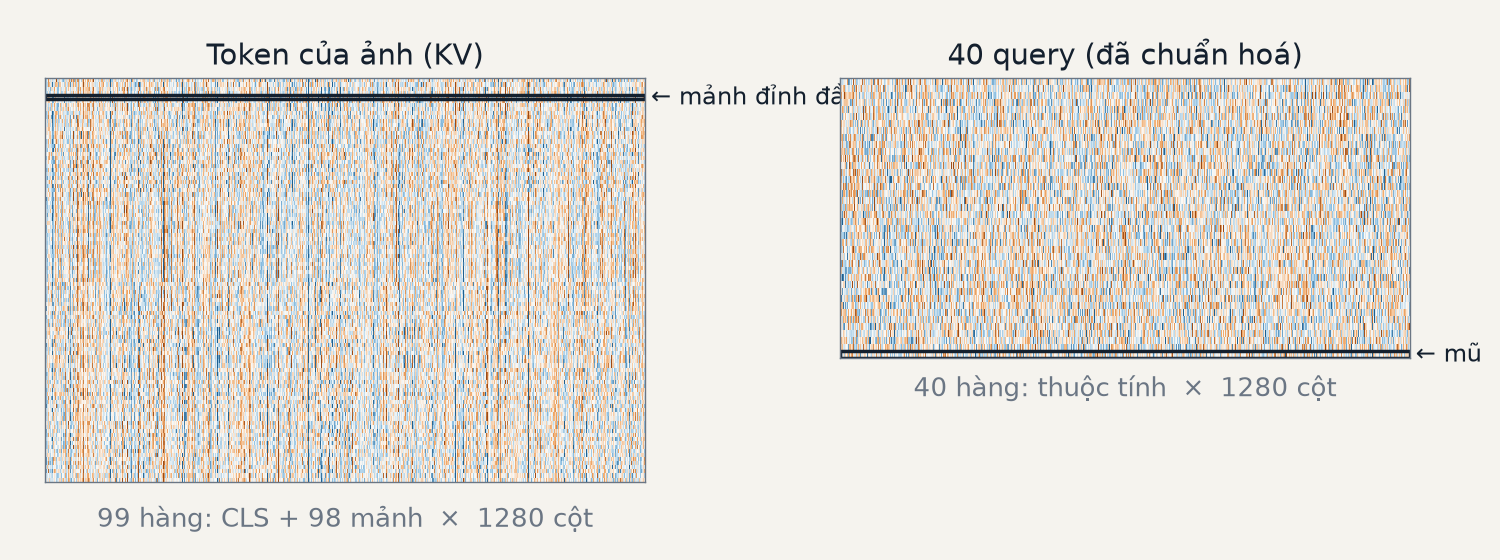 Token của ảnh (KV)
← mảnh đỉnh
99 hàng: CLS + 98 mảnh × 1280 cột
40 query (đã chuẩn hoá)
← mũ
40 hàng: thuộc tính × 1280 cột